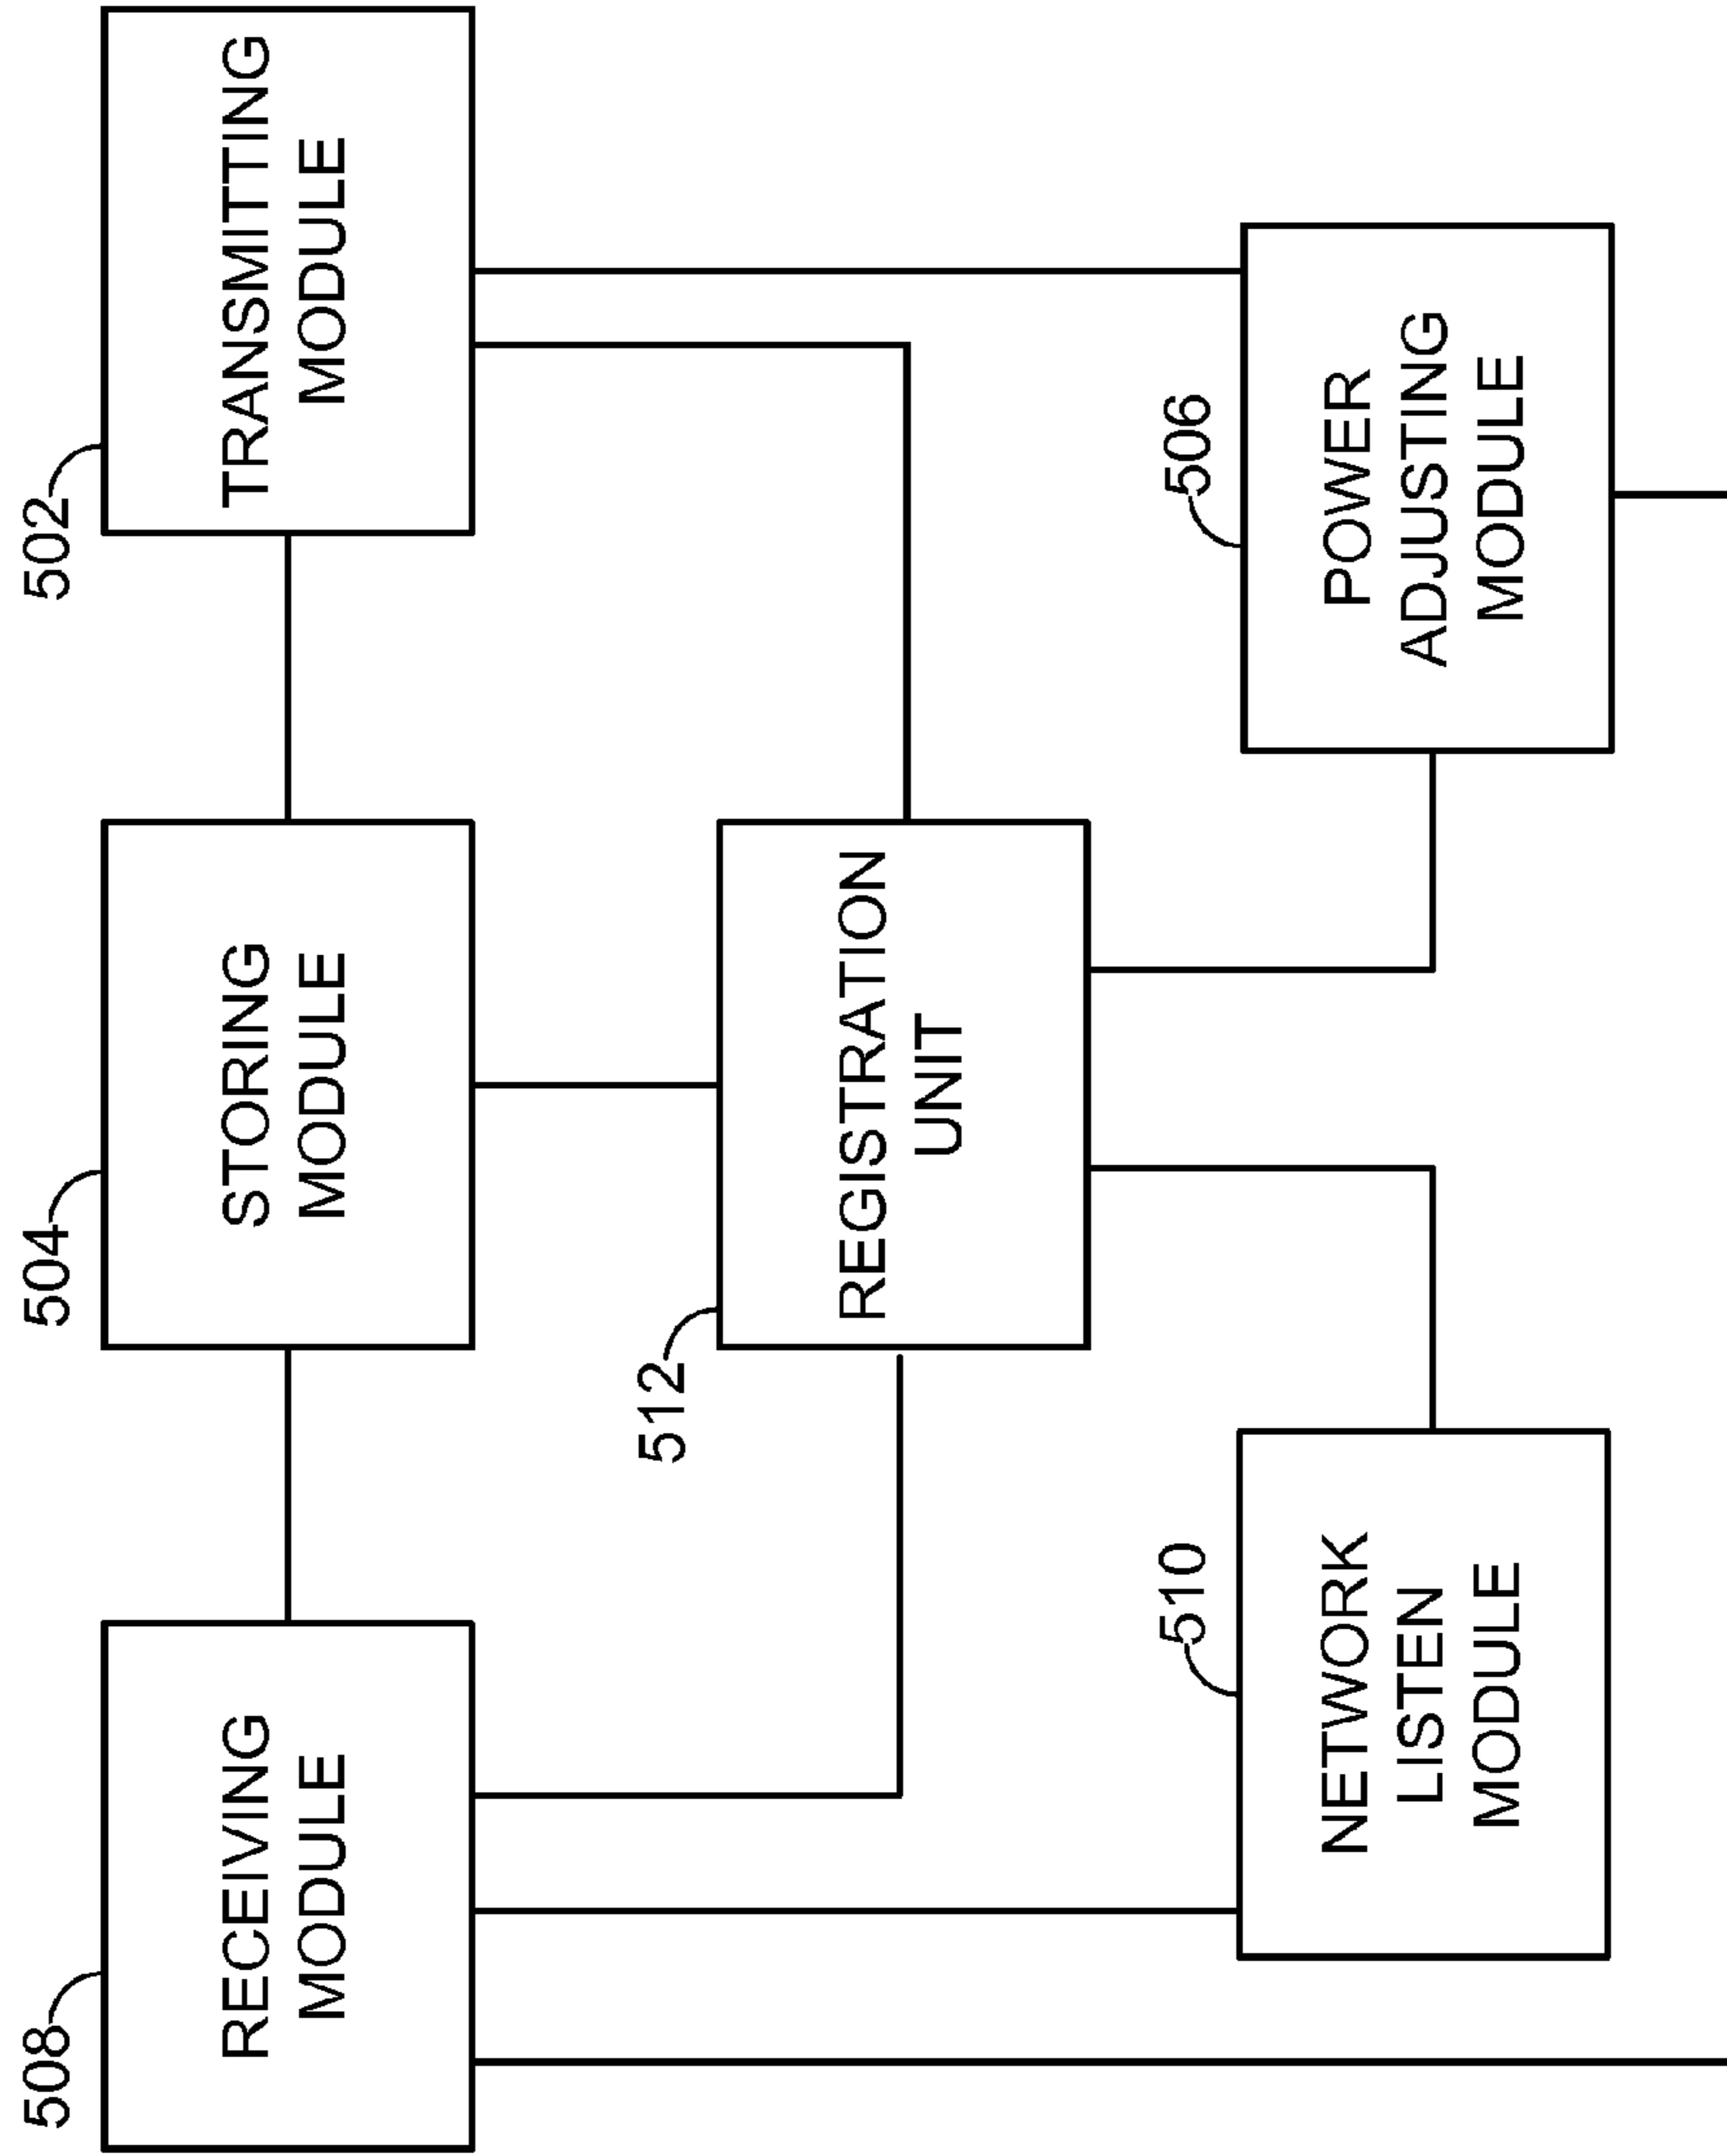 508
RECEIVING
MODULE
504
STORING
MODULE
502
TRANSMITTING
MODULE
512
REGISTRATION
UNIT
510
NETWORK
LISTEN
MODULE
506
POWER
ADJUSTING
MODULE